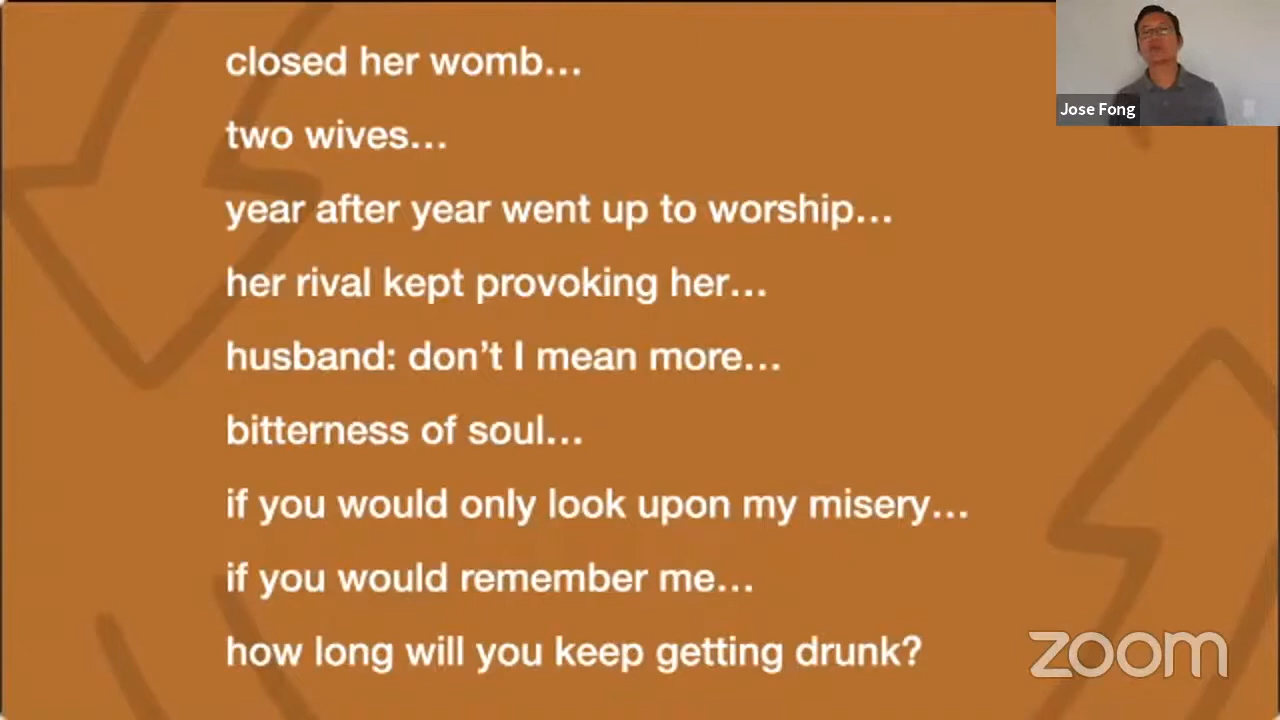 closed her womb...
Jose Fong
two wives...
year after year went up to worship...
her rival kept provoking her...
husband: don't I mean more...
bitterness of soul...
if you would only look upon my misery...
if you would remember me...
how long will you keep getting drunk?
zoom